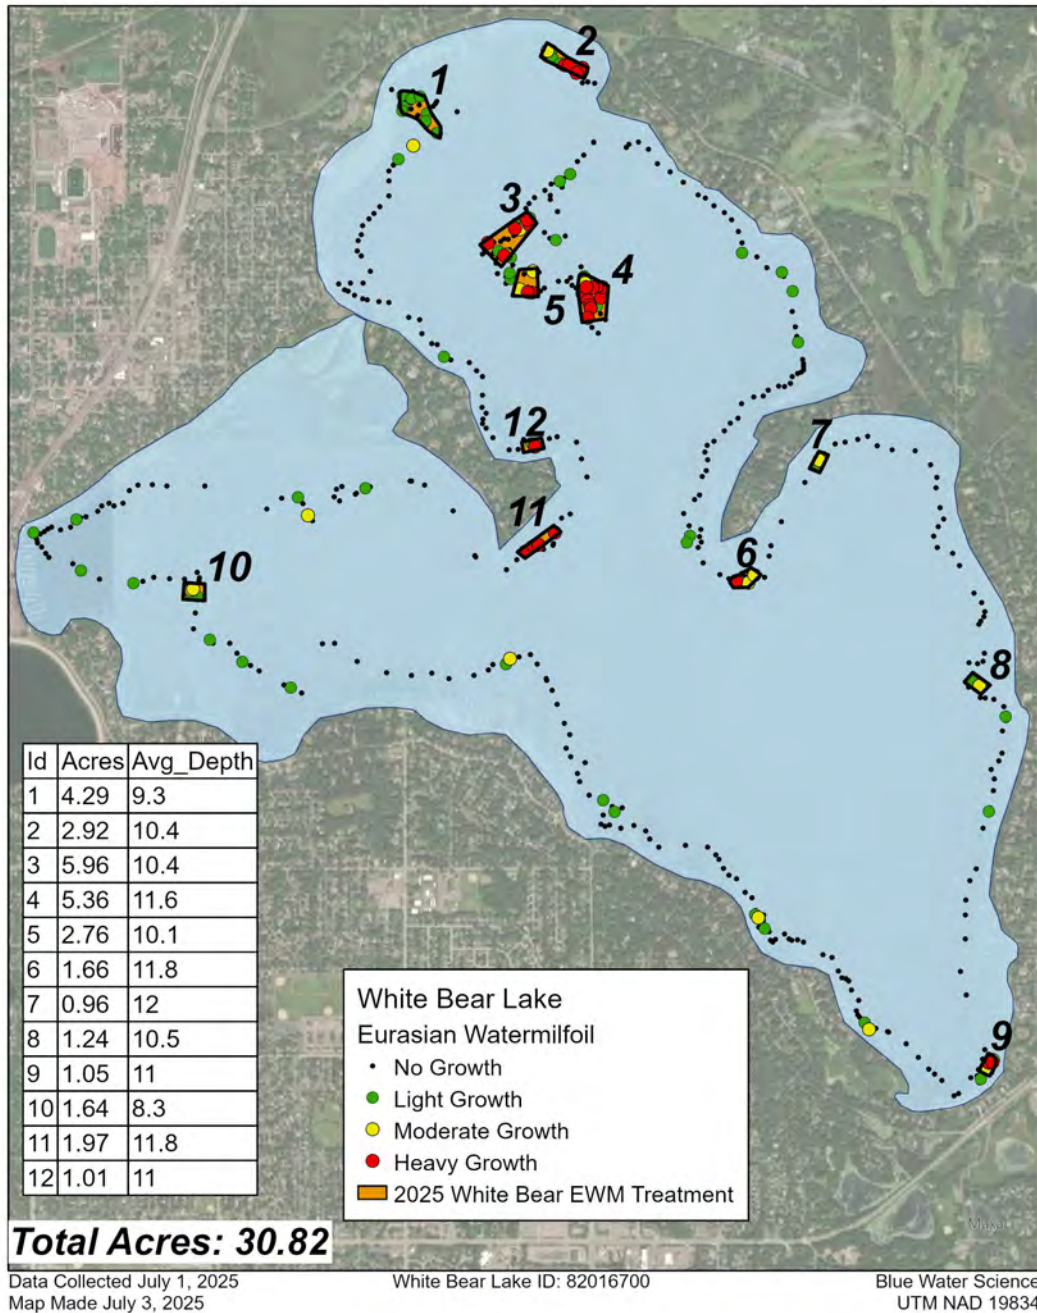 2
1
3
4
5
12
7
11
6
10
8
9
Id Acres Avg_Depth
1 4.29 9.3
2 2.92 10.4
3 5.96 10.4
4 5.36 11.6
5 2.76 10.1
6 1.66 11.8
7 0.96 12
8 1.24 10.5
9 1.05 11
10 1.64 8.3
11 1.97 11.8
12 1.01 11
Total Acres: 30.82
White Bear Lake
Eurasian Watermilfoil
No Growth
Light Growth
Moderate Growth
Heavy Growth
2025 White Bear EWM Treatment
Data Collected July 1, 2025
Map Made July 3, 2025
White Bear Lake ID: 82016700
Blue Water Science
UTM NAD 19834